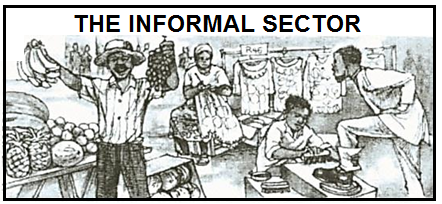 THE INFORMAL SECTOR